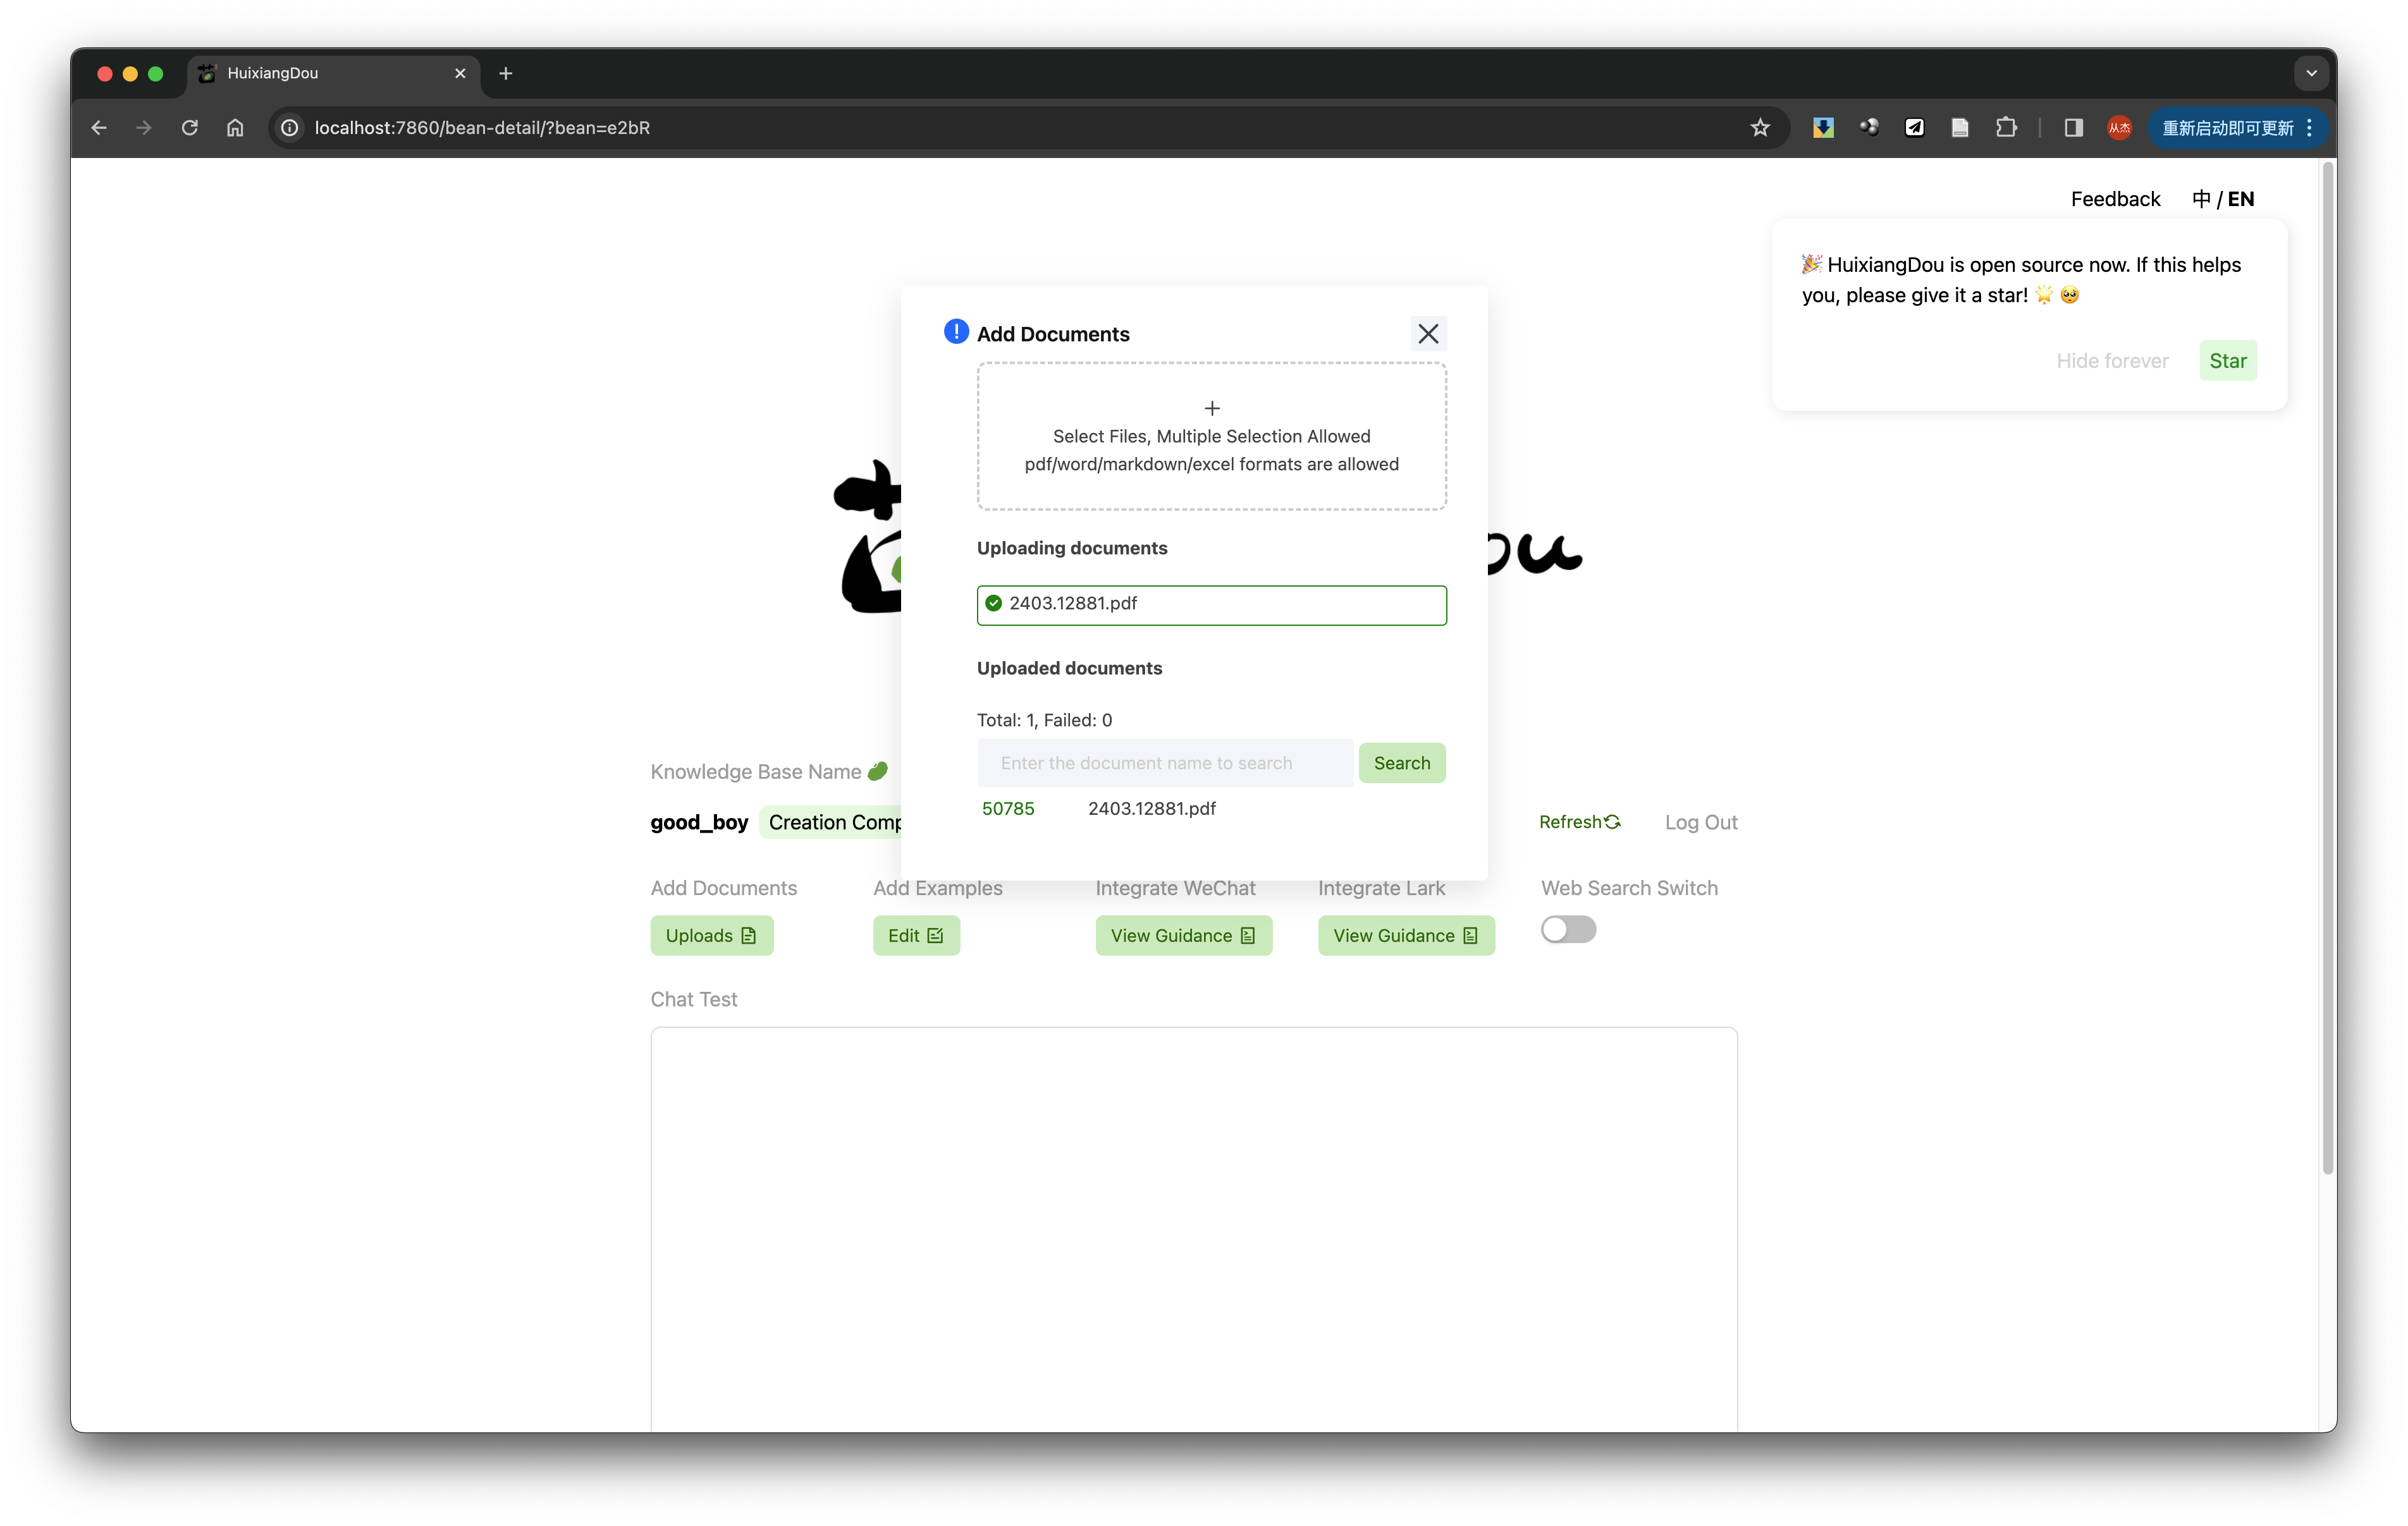 HuixiangDou
localhost:7860/bean-detail/?bean=e2bR
从杰
重新启动即可更新
Feedback
中 / EN
🎉 HuixiangDou is open source now. If this helps
you, please give it a star! 🌟 🥺
Hide forever
Star
Add Documents
Select Files, Multiple Selection Allowed
pdf/word/markdown/excel formats are allowed
Uploading documents
2403.12881.pdf
Uploaded documents
Total: 1, Failed: 0
Enter the document name to search
Search
50785 2403.12881.pdf
ou
Knowledge Base Name
good_boy
Creation Comp
Refresh
Log Out
Add Documents
Add Examples
Integrate WeChat
Integrate Lark
Web Search Switch
Uploads
Edit
View Guidance
View Guidance
Chat Test